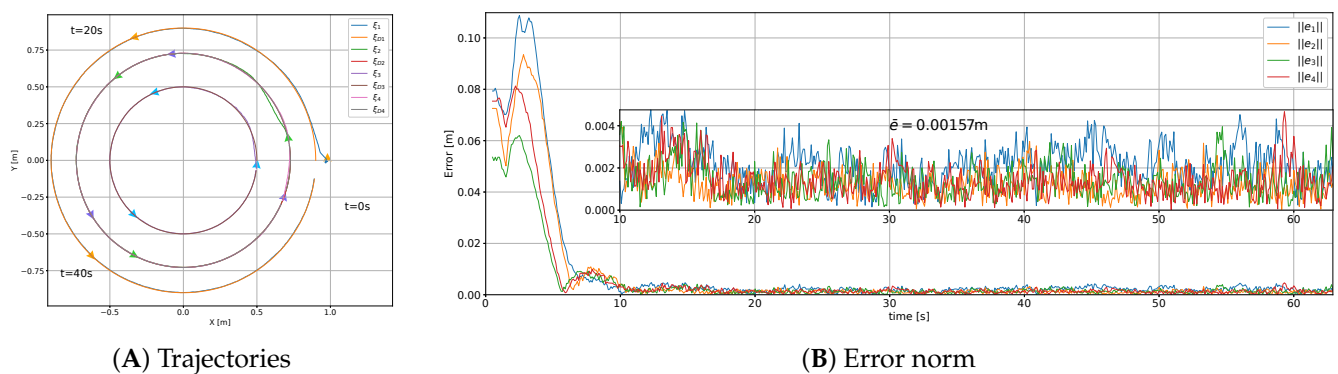 t=20s
t=0s
t=40s
ξ1
ξD1
ξ2
ξD2
ξ3
ξD3
ξ4
ξD4
0.75
0.50
0.25
0.00
−0.25
−0.50
−0.75
Y [m]
−0.5
0.0
0.5
1.0
X [m]
(A) Trajectories
0.10
0.08
0.06
0.04
0.02
0.00
Error [m]
||e1||
||e2||
||e3||
||e4||
ē = 0.00157m
0.004
0.002
0.000
10
20
30
40
50
60
0
10
20
30
40
50
60
time [s]
(B) Error norm